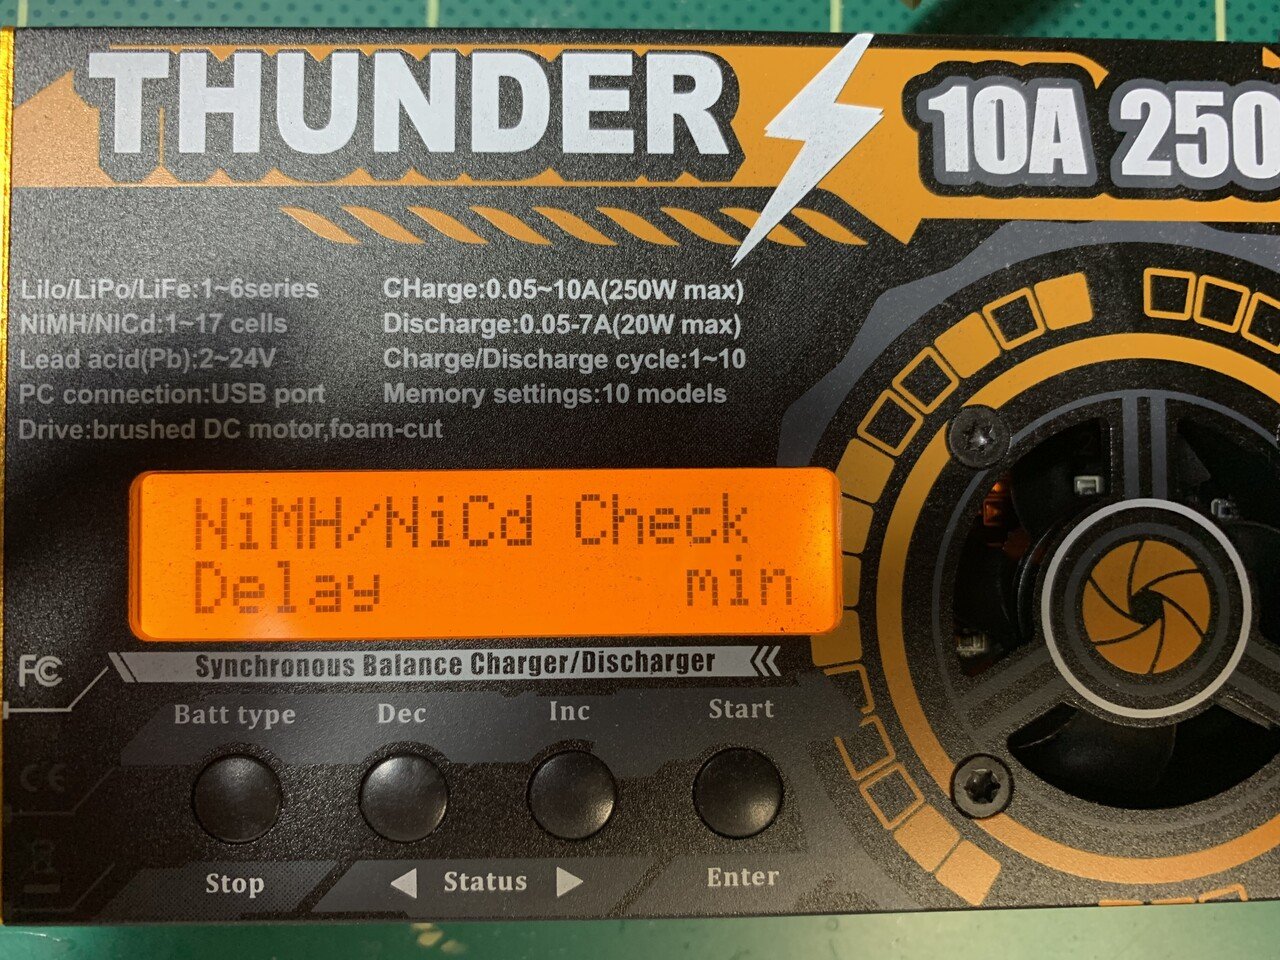 THUNDER 10A 250
LiIo/LiPo/LiFe:1~6series
NiMH/NICd:1~17 cells
Lead acid(Pb);2~24V
PC connection:USB port
Drive:brushed DC motor,foam-cut
CHarge:0.05~10A(250W max)
Discharge:0.05-7A(20W max)
Charge/Discharge cycle:1~10
Memory settings:10 models
NiMH/NiCd Check
Delay min
FC
Synchronous Balance Charger/Discharger
Batt type Dec Inc Start
CE
Stop Status Enter